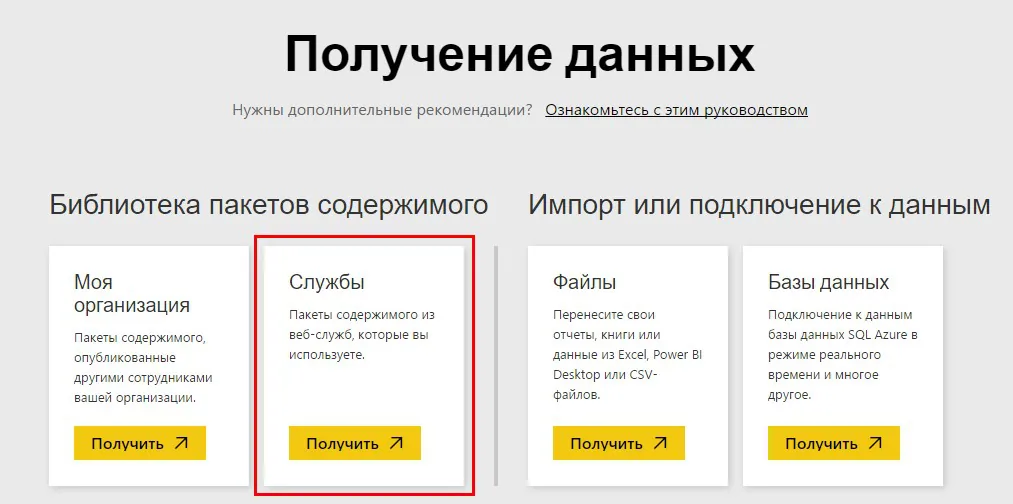 Получение данных
Нужны дополнительные рекомендации? Ознакомьтесь с этим руководством
Библиотека пакетов содержимого
Моя
организация
Пакеты содержимого,
опубликованные
другими сотрудниками
вашей организации.
Получить
Службы
Пакеты содержимого из
веб-служб, которые вы
используете.
Получить
Импорт или подключение к данным
Файлы
Перенесите свои
отчеты, книги или
данные из Excel, Power BI
Desktop или CSV-
файлов.
Получить
Базы данных
Подключение к данным
базы данных SQL Azure в
режиме реального
времени и многое
другое.
Получить